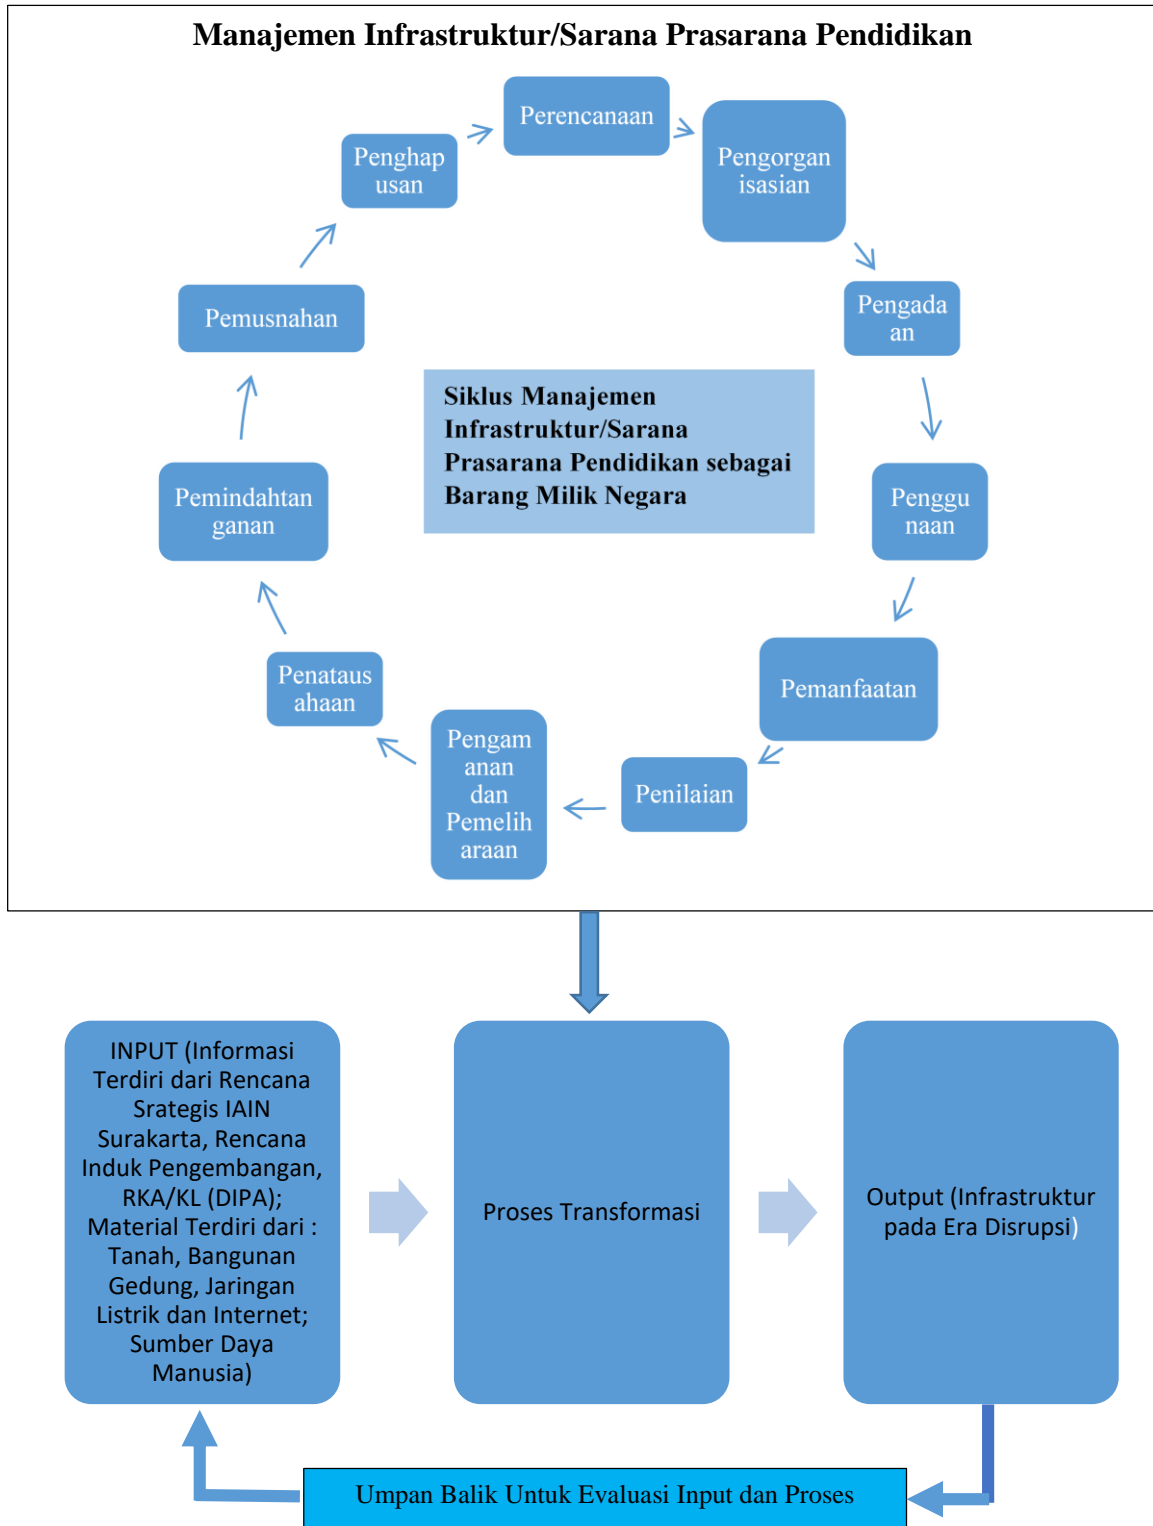 Manajemen Infrastruktur/Sarana Prasarana Pendidikan
Perencanaan
Pengorgan
isasian
Pengada
an
Penggu
naan
Pemanfaatan
Penilaian
Pengam
anan
dan
Pemelih
araan
Penataus
ahaan
Pemindahtan
ganan
Pemusnahan
Penghap
usan
Siklus Manajemen
Infrastruktur/Sarana
Prasarana Pendidikan sebagai
Barang Milik Negara
INPUT (Informasi
Terdiri dari Rencana
Srategis IAIN
Surakarta, Rencana
Induk Pengembangan,
RKA/KL (DIPA);
Material Terdiri dari :
Tanah, Bangunan
Gedung, Jaringan
Listrik dan Internet;
Sumber Daya
Manusia)
Proses Transformasi
Output (Infrastruktur
pada Era Disrupsi)
Umpan Balik Untuk Evaluasi Input dan Proses